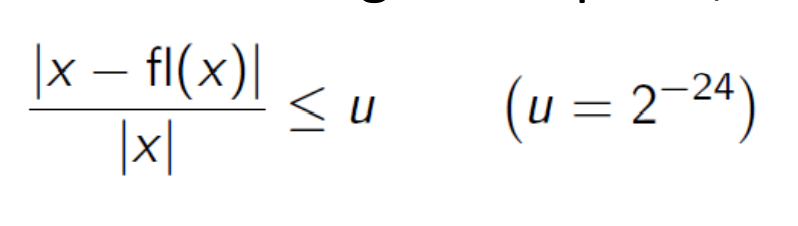 |x − fl(x)| / |x| ≤ u (u = 2⁻²⁴)